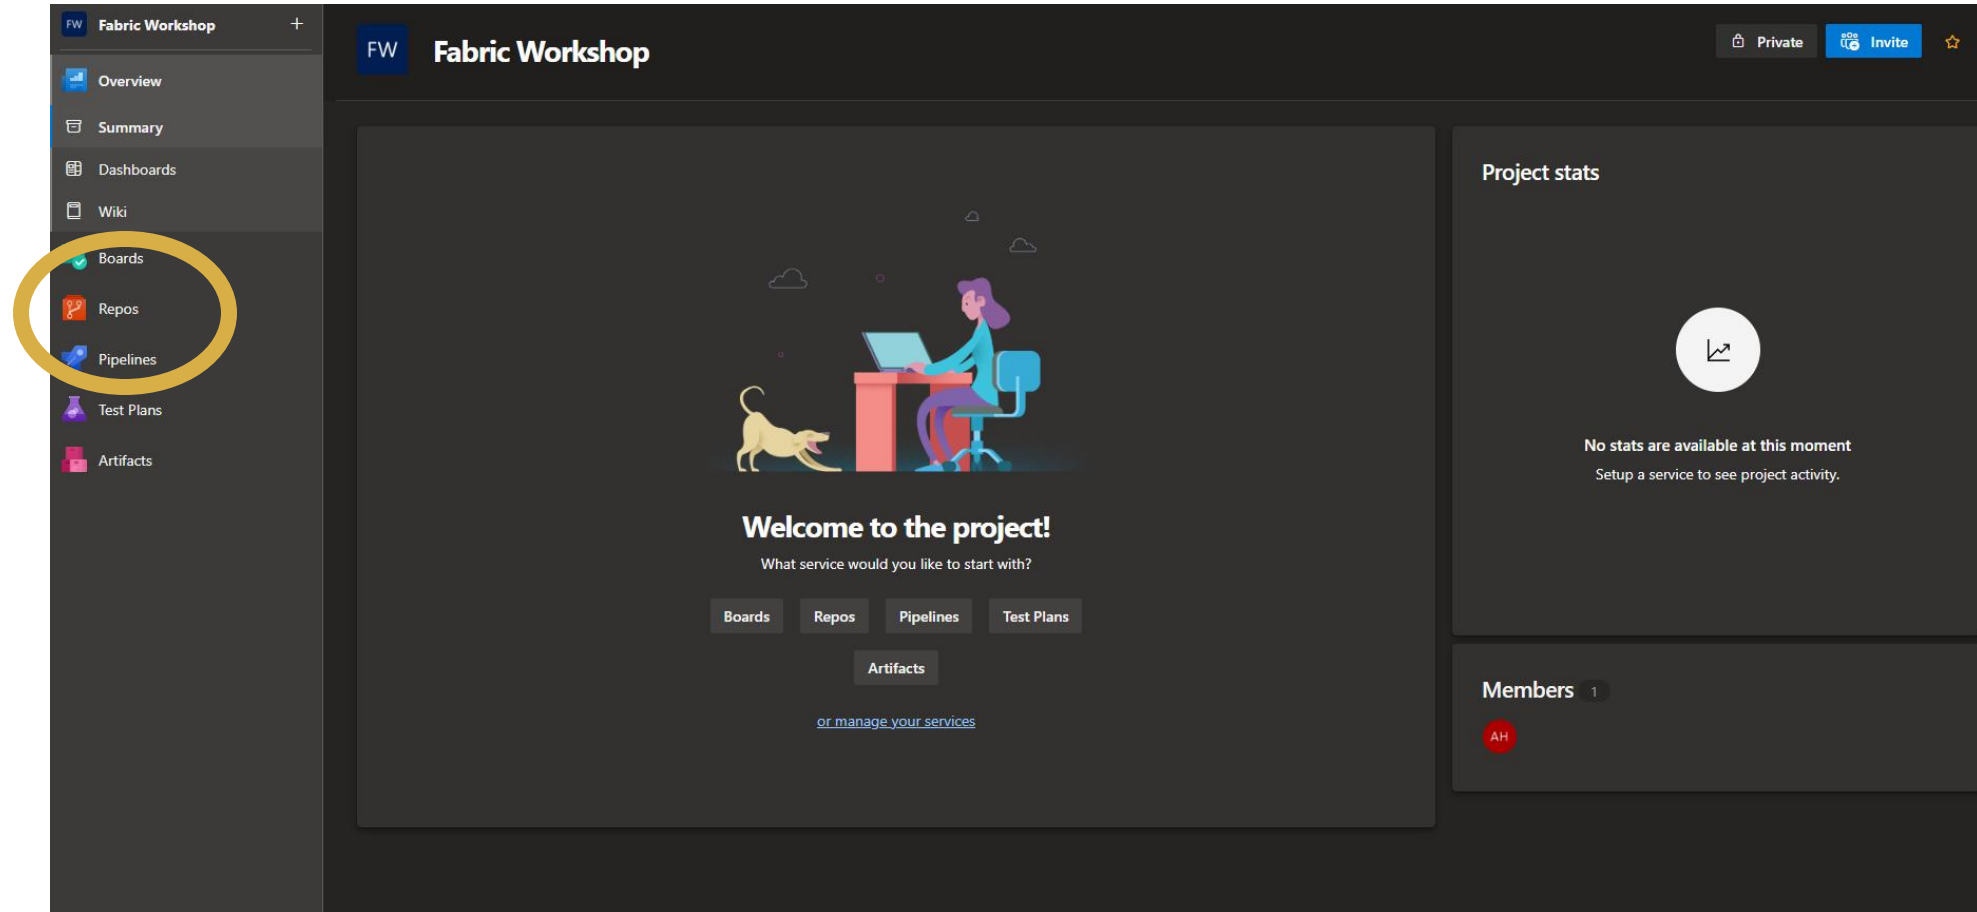 FW Fabric Workshop +
Overview
Summary
Dashboards
Wiki
Boards
Repos
Pipelines
Test Plans
Artifacts
FW Fabric Workshop
Private
Invite
Welcome to the project!
What service would you like to start with?
Boards Repos Pipelines Test Plans
Artifacts
or manage your services
Project stats
No stats are available at this moment
Setup a service to see project activity.
Members 1
AH